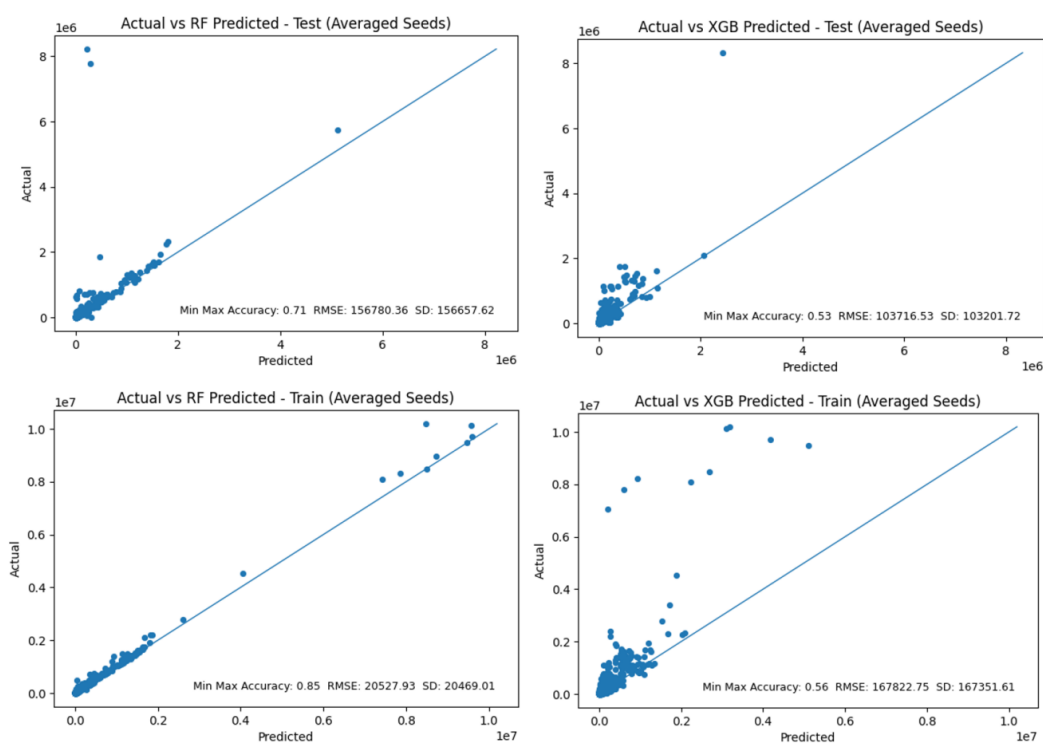 Actual vs RF Predicted - Test (Averaged Seeds)
1e6
8
6
4
2
0
Actual
Min Max Accuracy: 0.71 RMSE: 156780.36 SD: 156657.62
0 2 4 6 8
Predicted
1e6
Actual vs XGB Predicted - Test (Averaged Seeds)
1e6
8
6
4
2
0
Actual
Min Max Accuracy: 0.53 RMSE: 103716.53 SD: 103201.72
0 2 4 6 8
Predicted
1e6
Actual vs RF Predicted - Train (Averaged Seeds)
1e7
1.0
0.8
0.6
0.4
0.2
0.0
Actual
Min Max Accuracy: 0.85 RMSE: 20527.93 SD: 20469.01
0.0 0.2 0.4 0.6 0.8 1.0
Predicted
1e7
Actual vs XGB Predicted - Train (Averaged Seeds)
1e7
1.0
0.8
0.6
0.4
0.2
0.0
Actual
Min Max Accuracy: 0.56 RMSE: 167822.75 SD: 167351.61
0.0 0.2 0.4 0.6 0.8 1.0
Predicted
1e7